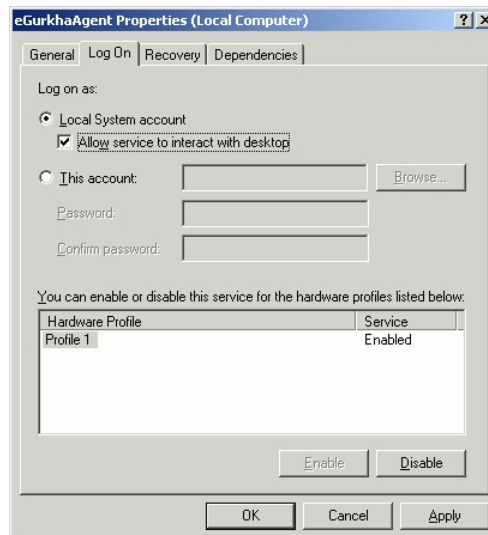 eGurkhaAgent Properties (Local Computer)
General Log On Recovery Dependencies
Log on as:
Local System account
Allow service to interact with desktop
This account: Browse...
Password:
Confirm password:
You can enable or disable this service for the hardware profiles listed below:
Hardware Profile Service
Profile 1 Enabled
Enable Disable
OK Cancel Apply